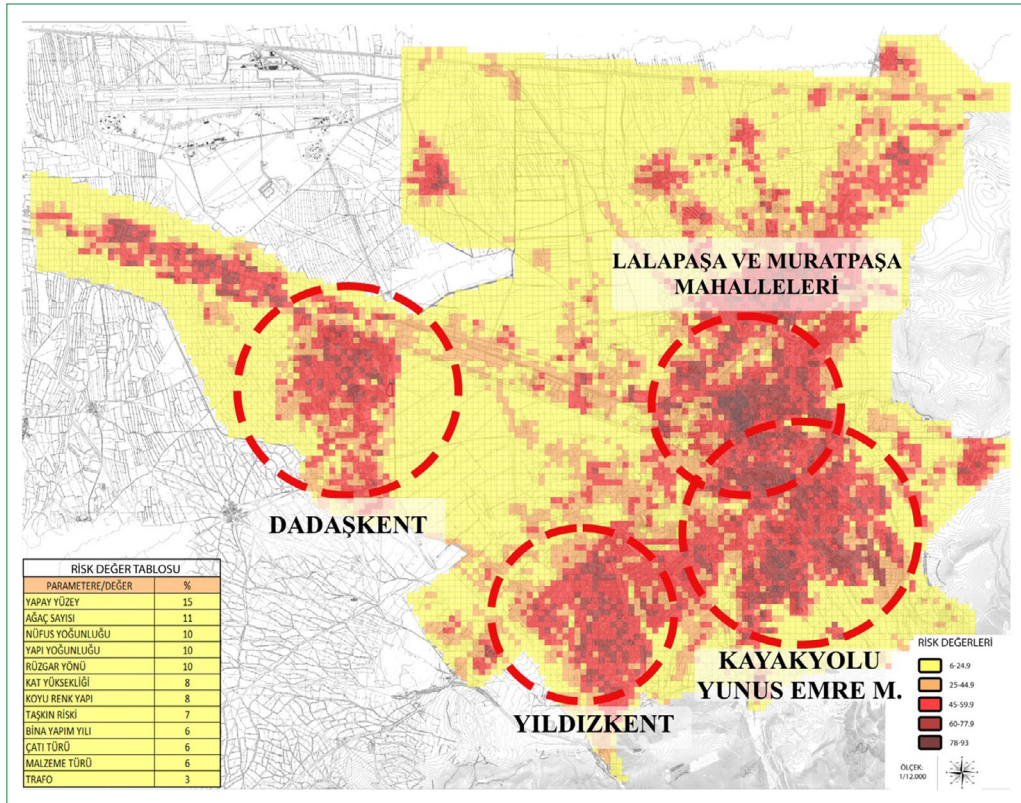 LALAPAŞA VE MURATPAŞA
MAHALLELERİ
DADAŞKENT
KAYAKYOLU
YUNUS EMRE M.
YILDIZKENT
RİSK DEĞER TABLOSU
PARAMETERE/DEĞER %
YAPAY YÜZEY 15
AĞAÇ SAYISI 11
NÜFUS YOĞUNLUĞU 10
YAPI YOĞUNLUĞU 10
RÜZGAR YÖNÜ 10
KAT YÜKSEKLİĞİ 8
KOYU RENK YAPI 8
TAŞKIN RİSKİ 7
BİNA YAPIM YILI 6
ÇATI TÜRÜ 6
MALZEME TÜRÜ 6
TRAFO 3
RİSK DEĞERLERİ
6-24.9
25-44.9
45-59.9
60-77.9
78-93
ÖLÇEK:
1/12.000